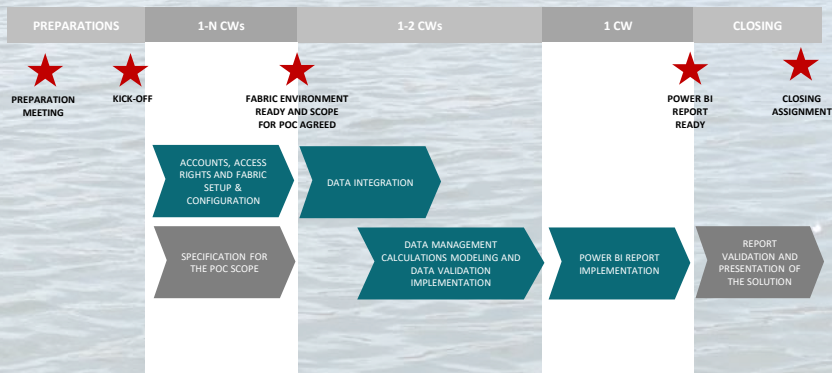 PREPARATIONS
1-N CWs
1-2 CWs
1 CW
CLOSING
PREPARATION
MEETING
KICK-OFF
FABRIC ENVIRONMENT
READY AND SCOPE
FOR POC AGREED
POWER BI
REPORT
READY
CLOSING
ASSIGNMENT
ACCOUNTS, ACCESS
RIGHTS AND FABRIC
SETUP &
CONFIGURATION
DATA INTEGRATION
SPECIFICATION FOR
THE POC SCOPE
DATA MANAGEMENT
CALCULATIONS MODELING AND
DATA VALIDATION
IMPLEMENTATION
POWER BI REPORT
IMPLEMENTATION
REPORT
VALIDATION AND
PRESENTATION OF
THE SOLUTION